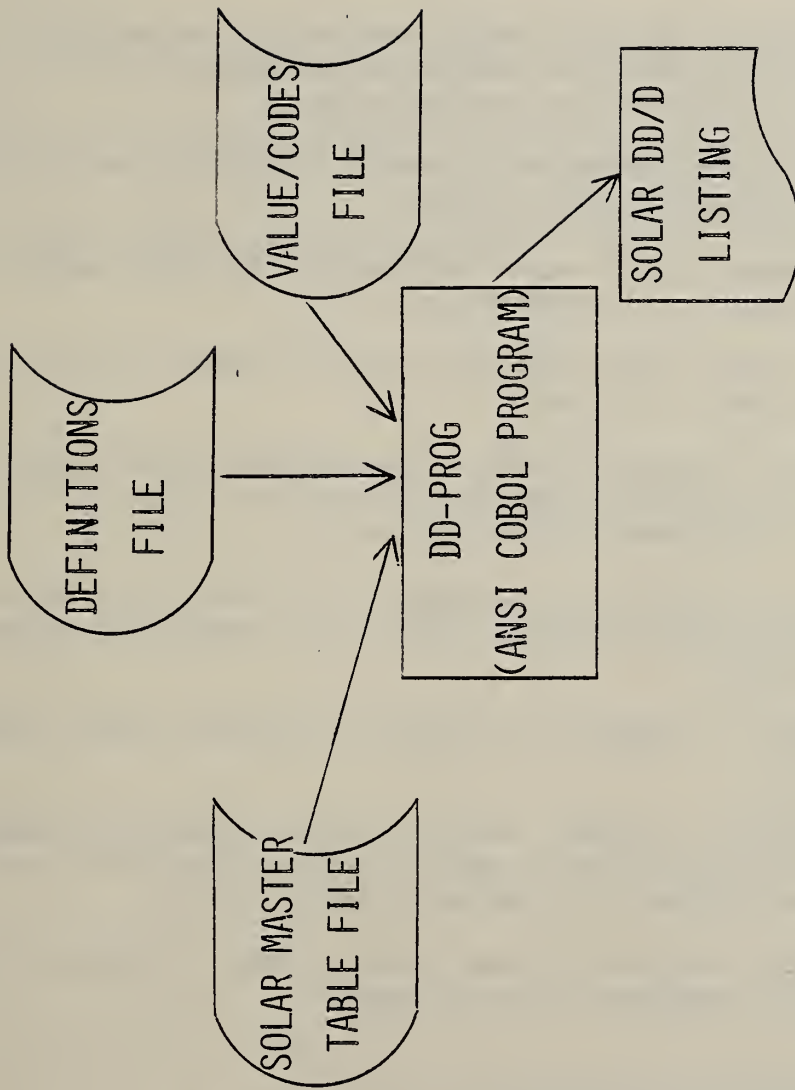 DEFINITIONS
FILE
SOLAR MASTER
TABLE FILE
VALUE/CODES
FILE
DD-PROG
(ANSI COBOL PROGRAM)
SOLAR DD/D
LISTING